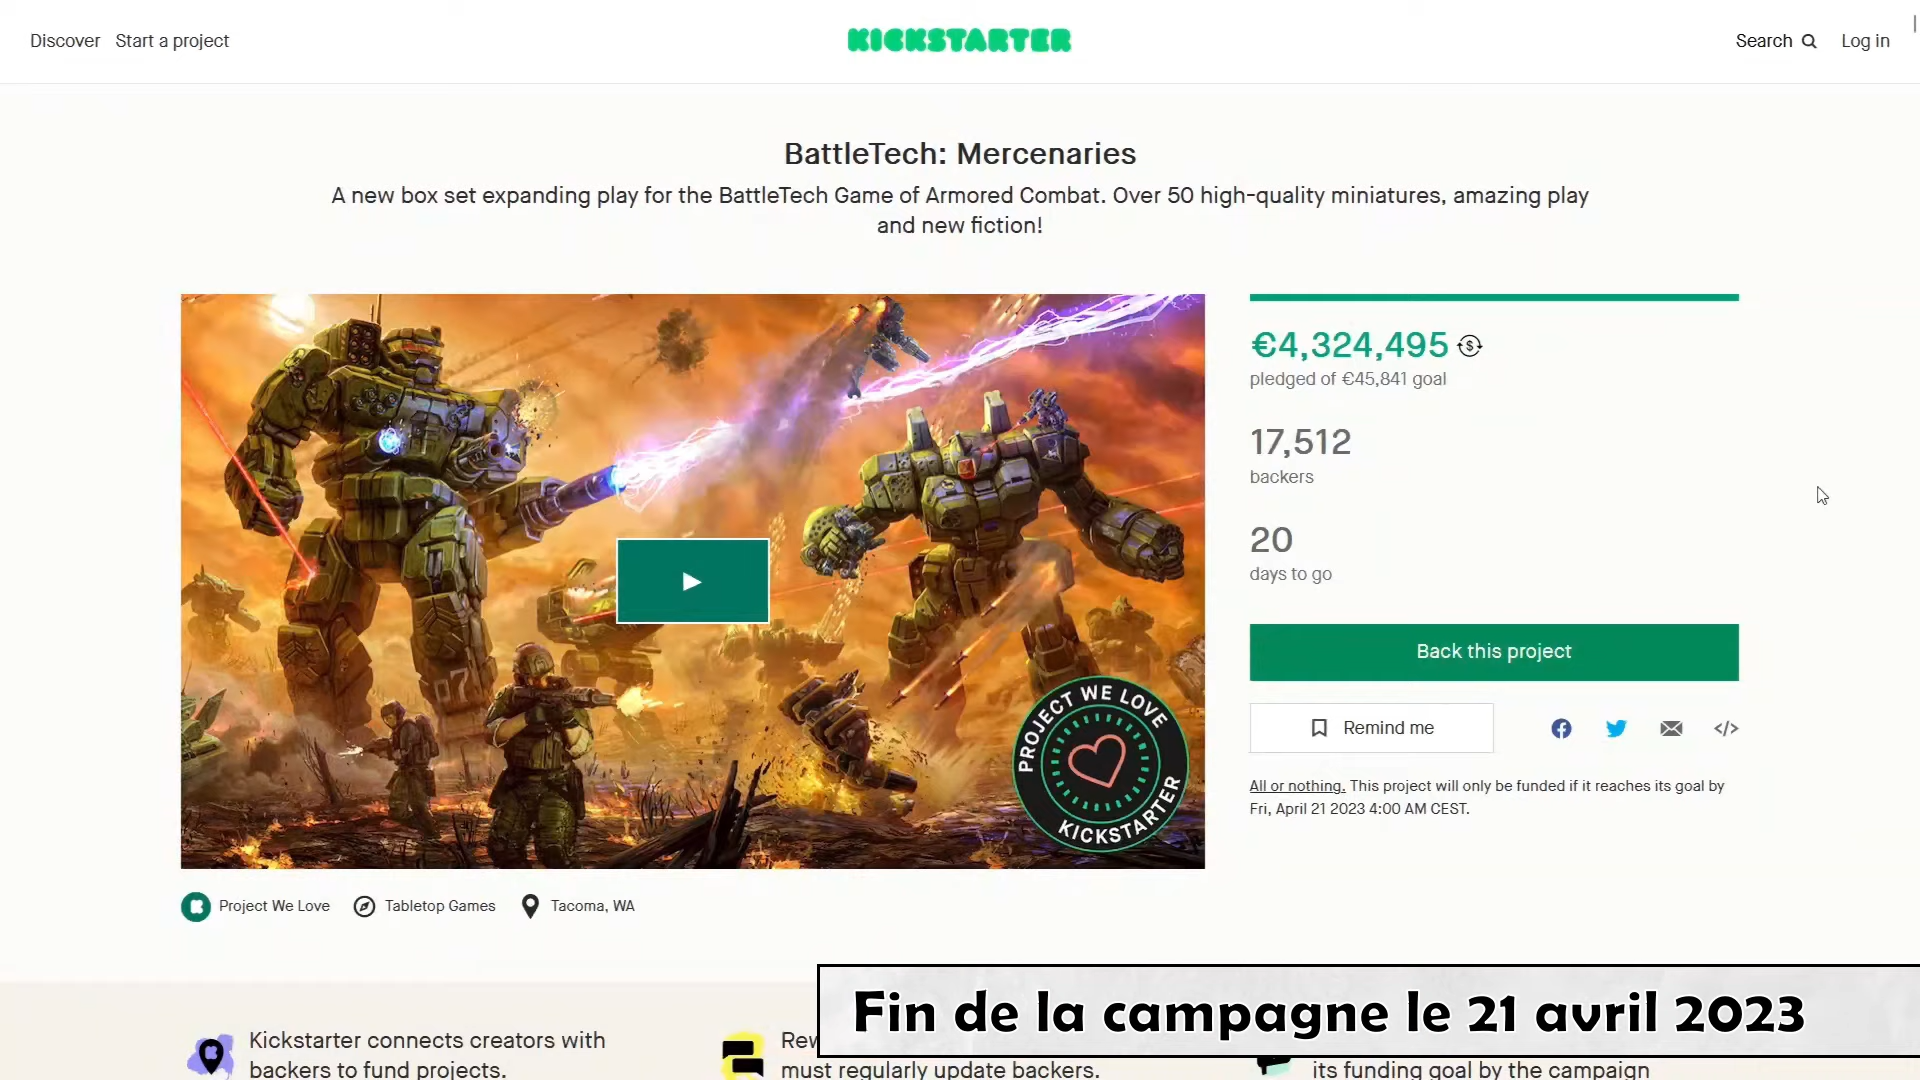 Discover Start a project
KICKSTARTER
Search Log in
BattleTech: Mercenaries
A new box set expanding play for the BattleTech Game of Armored Combat. Over 50 high-quality miniatures, amazing play
and new fiction!
€4,324,495
pledged of €45,841 goal
17,512
backers
20
days to go
Back this project
Remind me
All or nothing. This project will only be funded if it reaches its goal by
Fri, April 21 2023 4:00 AM CEST.
PROJECT WE LOVE
KICKSTARTER
07
Project We Love Tabletop Games Tacoma, WA
Fin de la campagne le 21 avril 2023
Kickstarter connects creators with
backers to fund projects.
must regularly update backers.
its funding goal by the campaign